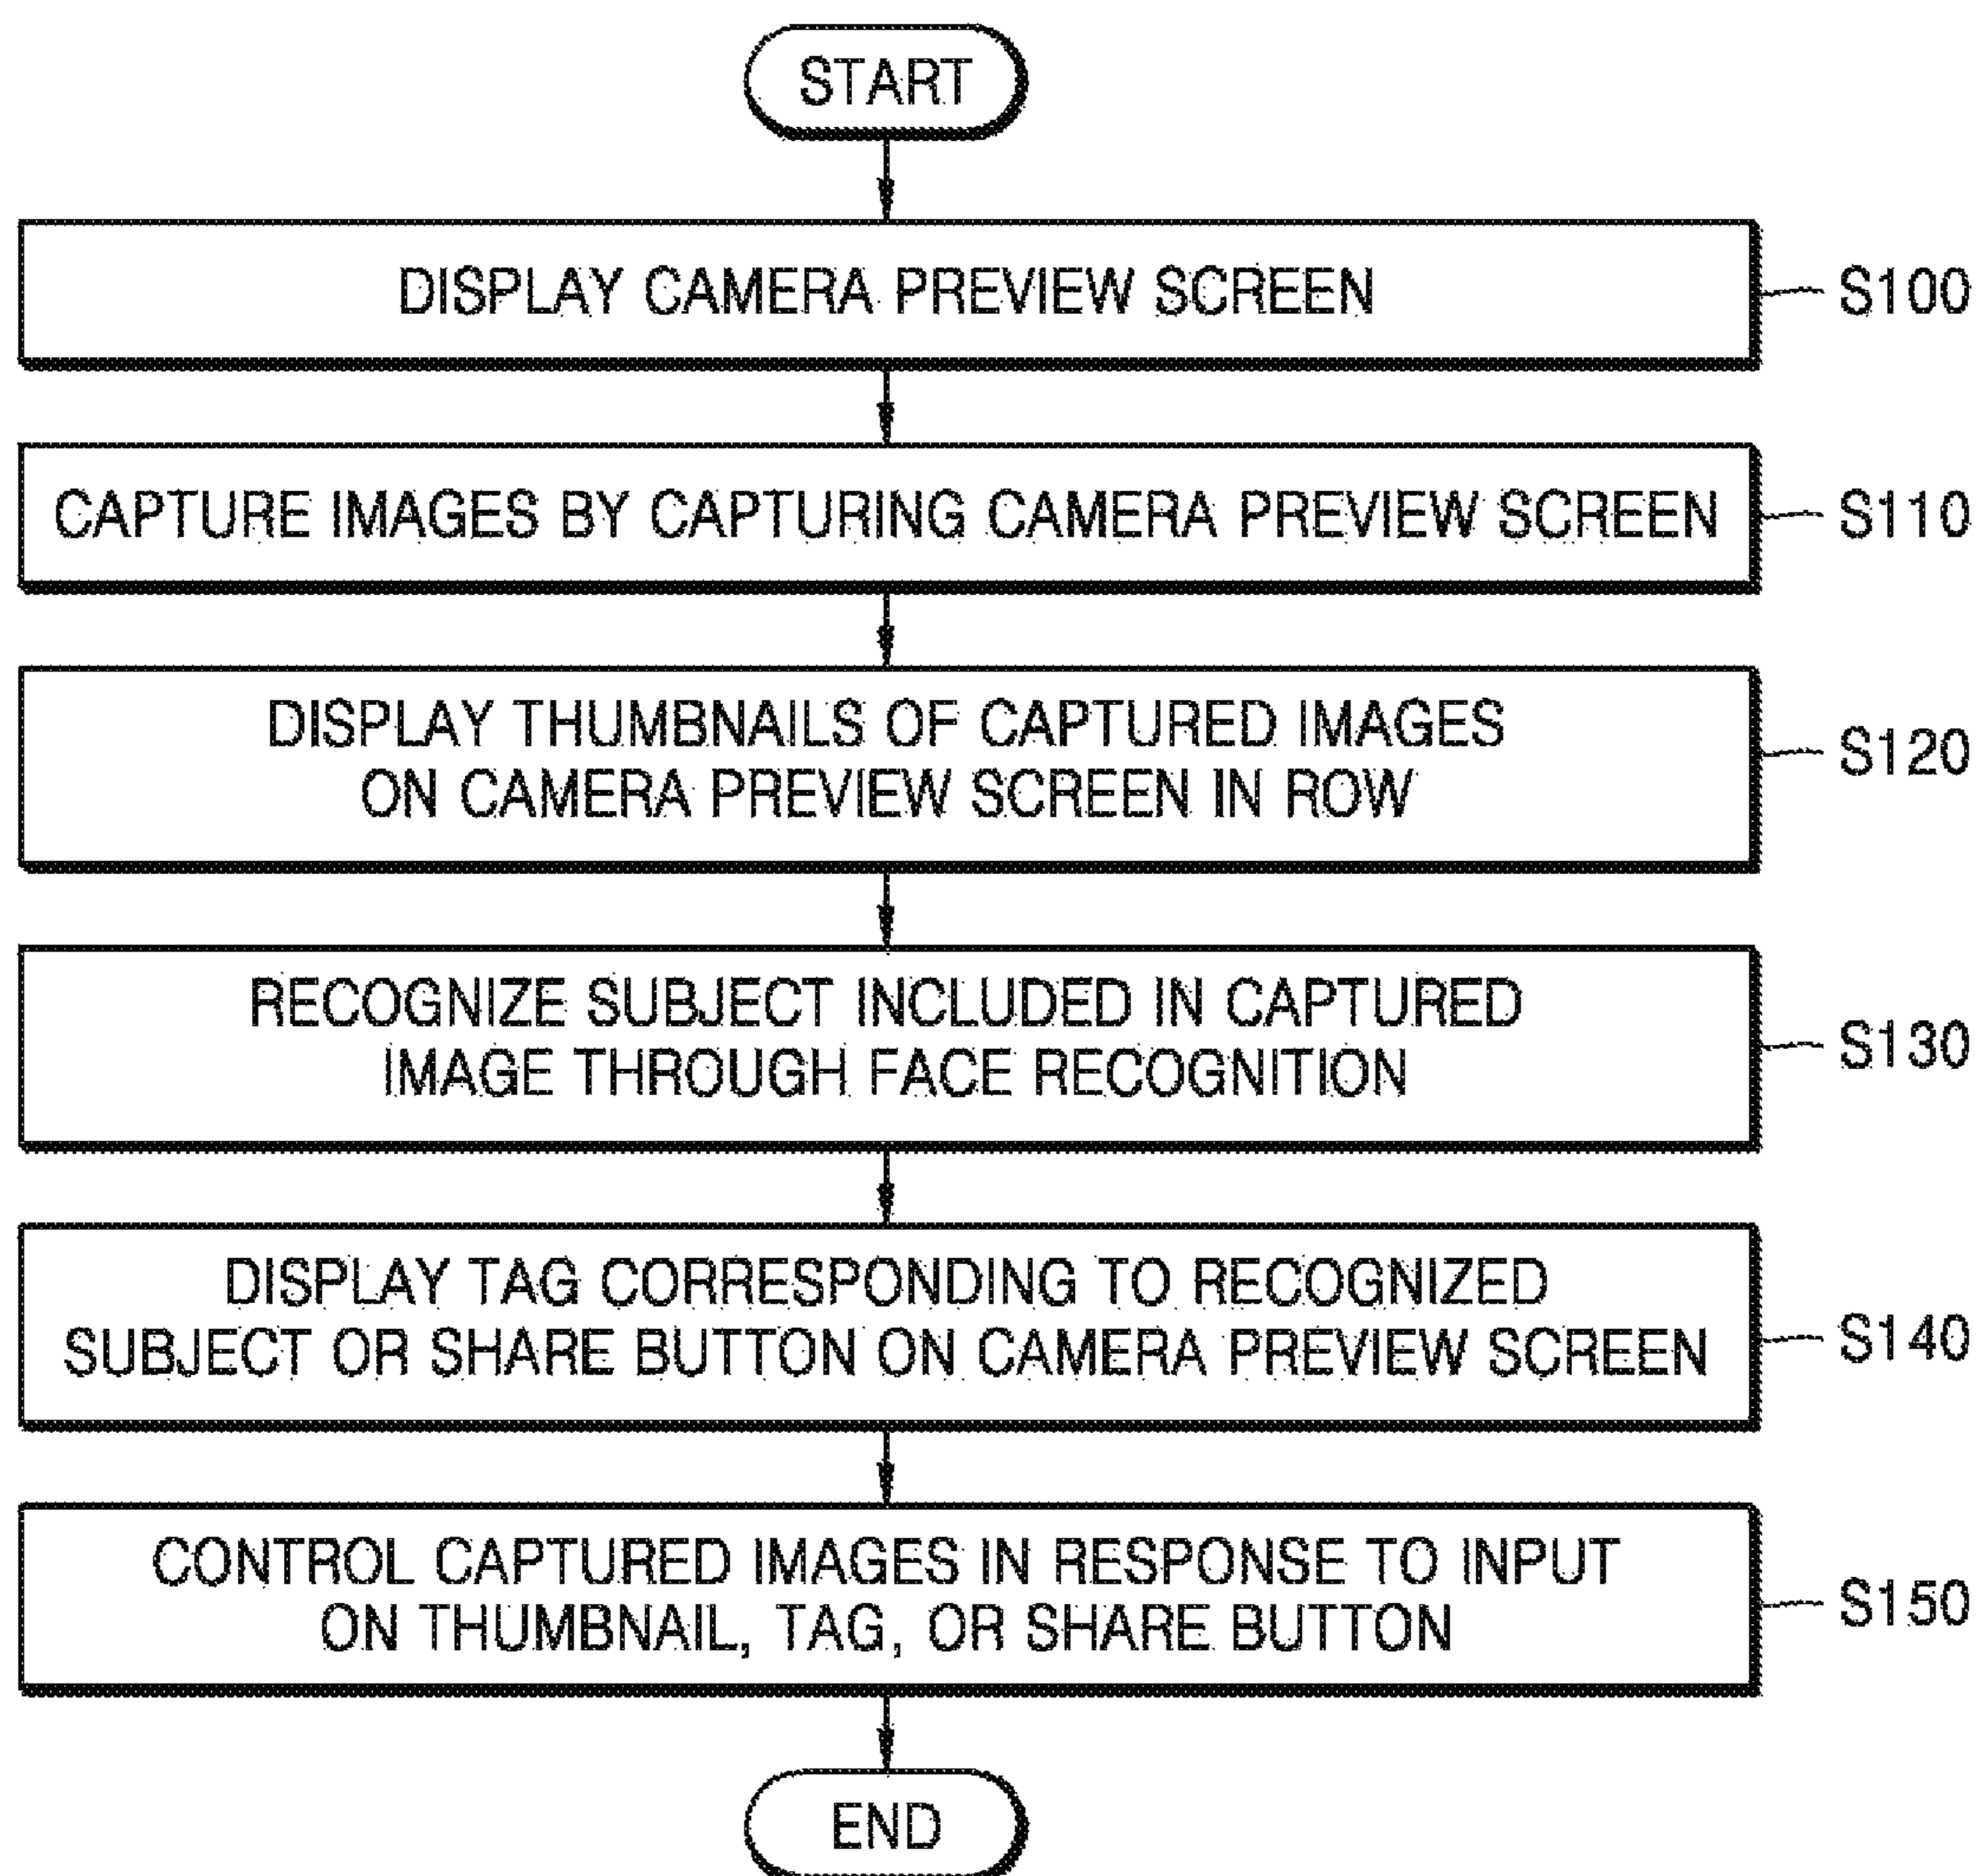 START
DISPLAY CAMERA PREVIEW SCREEN
S100
CAPTURE IMAGES BY CAPTURING CAMERA PREVIEW SCREEN
S110
DISPLAY THUMBNAILS OF CAPTURED IMAGES
ON CAMERA PREVIEW SCREEN IN ROW
S120
RECOGNIZE SUBJECT INCLUDED IN CAPTURED
IMAGE THROUGH FACE RECOGNITION
S130
DISPLAY TAG CORRESPONDING TO RECOGNIZED
SUBJECT OR SHARE BUTTON ON CAMERA PREVIEW SCREEN
S140
CONTROL CAPTURED IMAGES IN RESPONSE TO INPUT
ON THUMBNAIL, TAG, OR SHARE BUTTON
S150
END